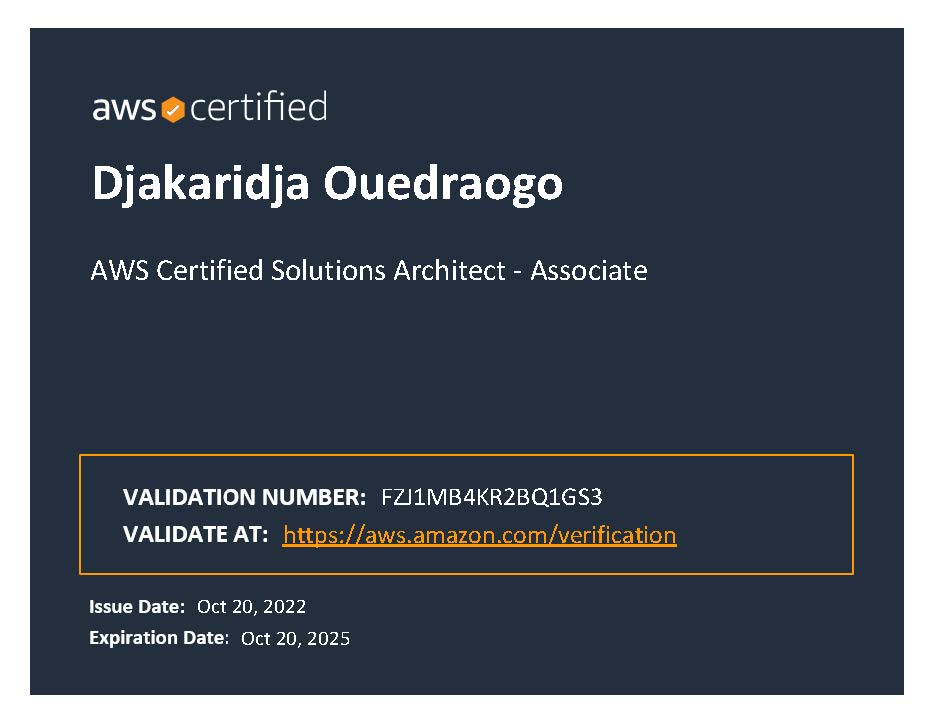 aws certified
Djakaridja Ouedraogo
AWS Certified Solutions Architect - Associate
VALIDATION NUMBER: FZJ1MB4KR2BQ1GS3
VALIDATE AT: https://aws.amazon.com/verification
Issue Date: Oct 20, 2022
Expiration Date: Oct 20, 2025